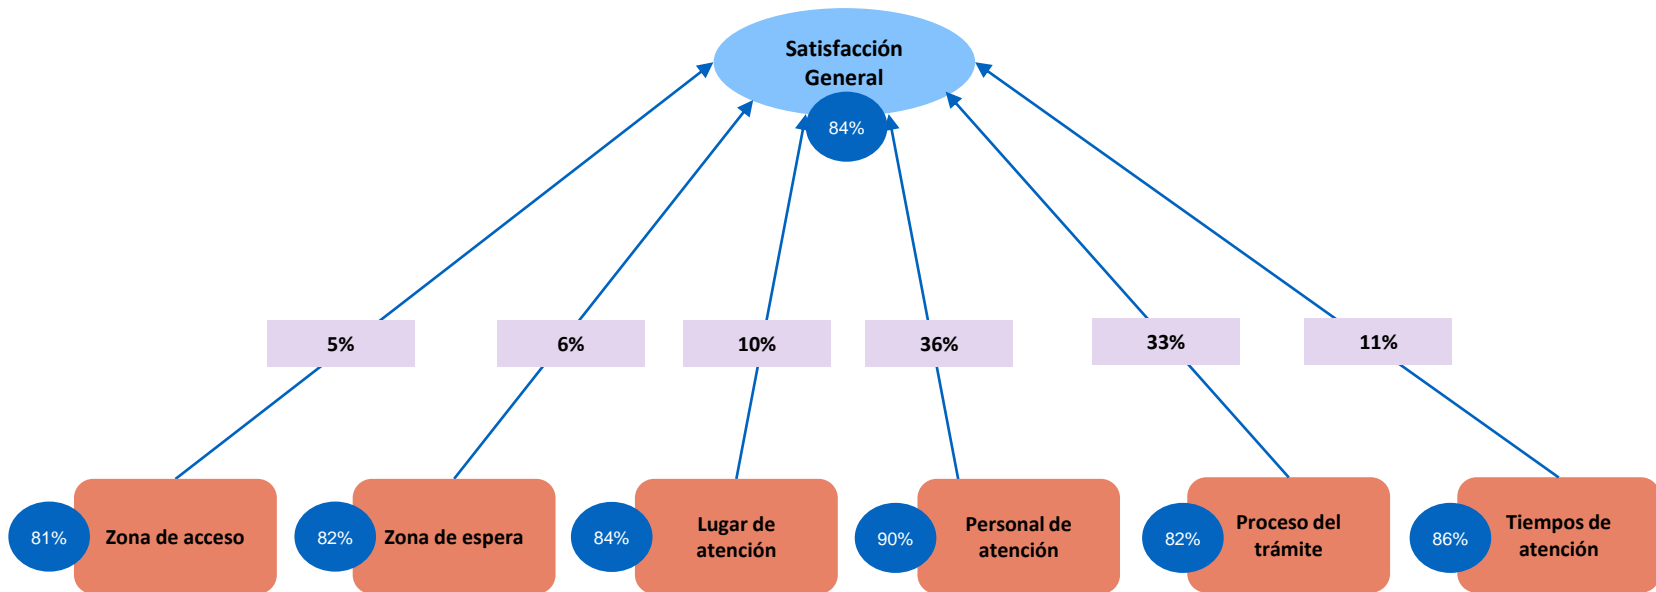 Satisfacción
General
84%
5%
6%
10%
36%
33%
11%
81%
Zona de acceso
82%
Zona de espera
84%
Lugar de
atención
90%
Personal de
atención
82%
Proceso del
trámite
86%
Tiempos de
atención